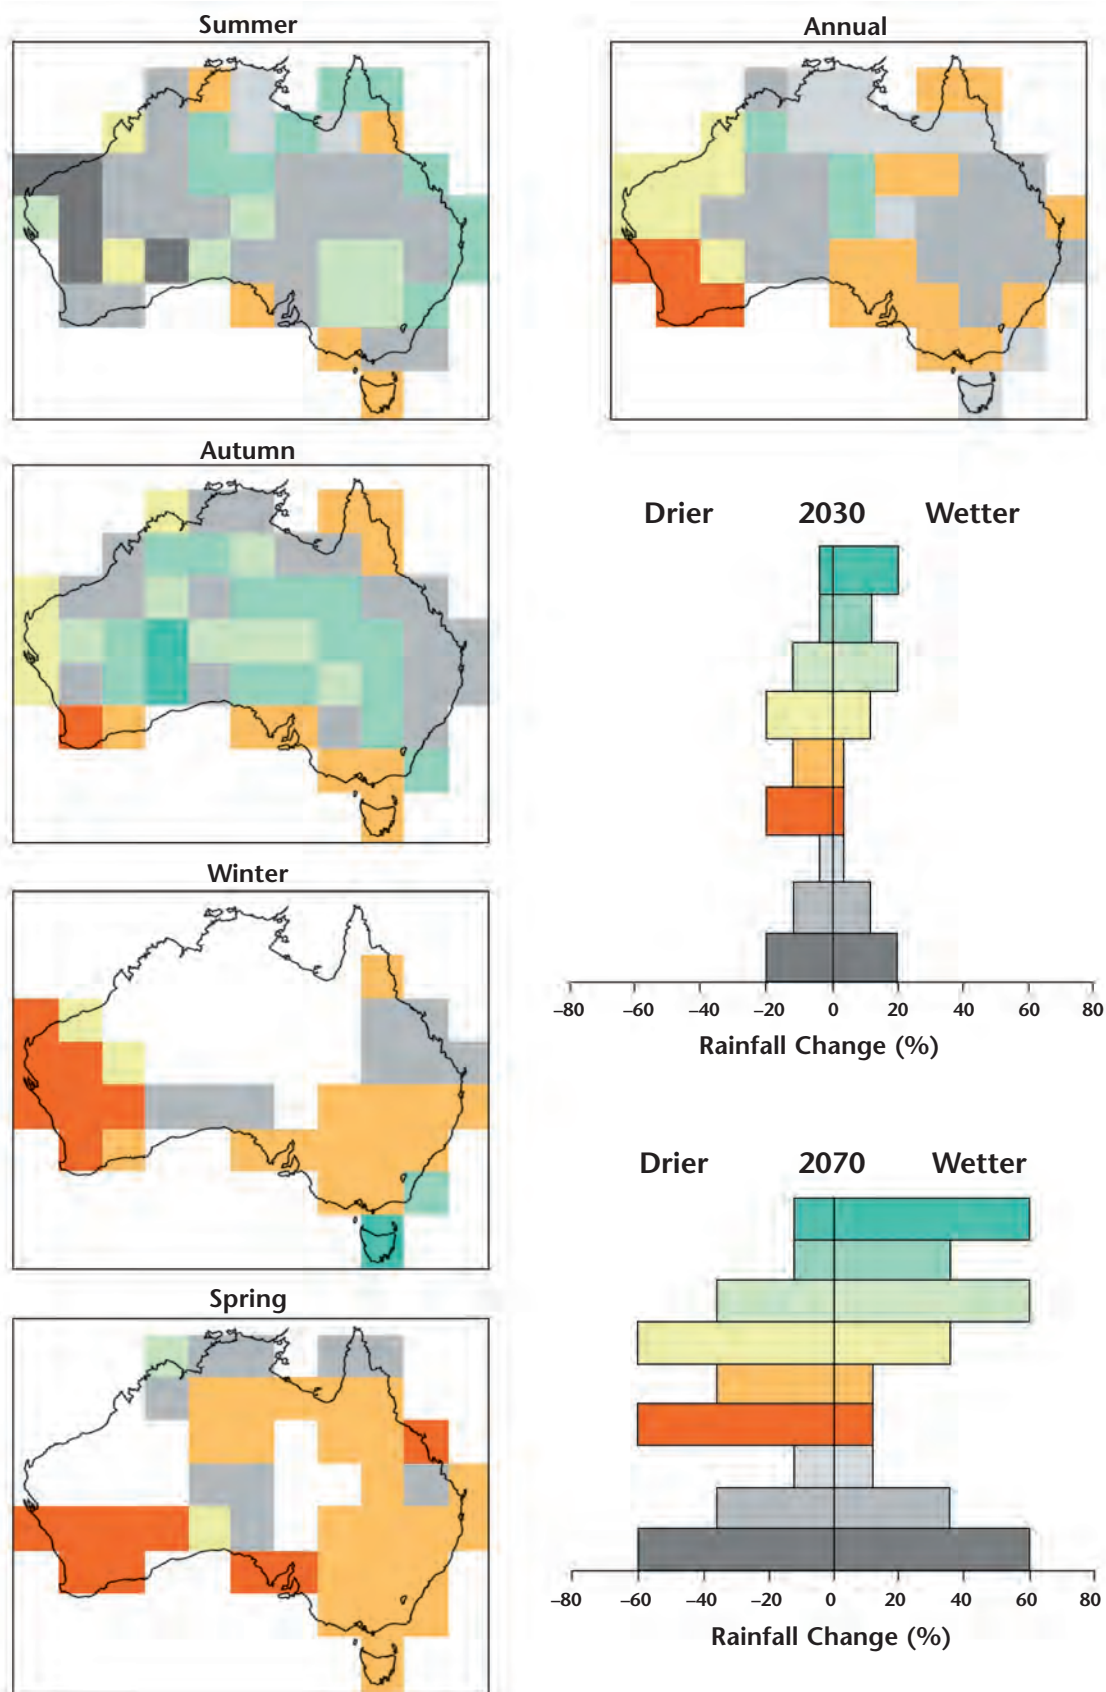 Summer
Annual
Autumn
Drier 2030 Wetter
Winter
–80 –60 –40 –20 0 20 40 60 80
Rainfall Change (%)
Drier 2070 Wetter
Spring
–80 –60 –40 –20 0 20 40 60 80
Rainfall Change (%)